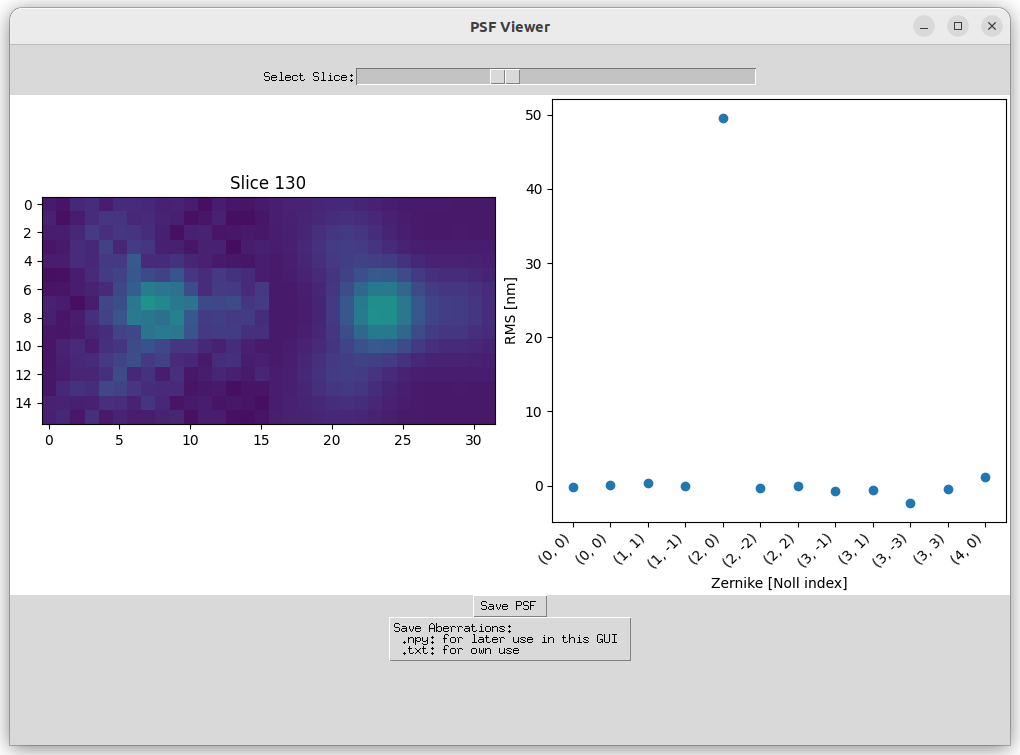 PSF Viewer
Select Slice:
Slice 130
0
2
4
6
8
10
12
14
0 5 10 15 20 25 30
50
40
30
20
10
0
RMS [nm]
(0, 0) (0, 0) (1, 1) (1, -1) (2, 0) (2, -2) (2, 2) (3, -1) (3, 1) (3, -3) (3, 3) (4, 0)
Zernike [Noll index]
Save PSF
Save Aberrations:
.npy: for later use in this GUI
.txt: for own use